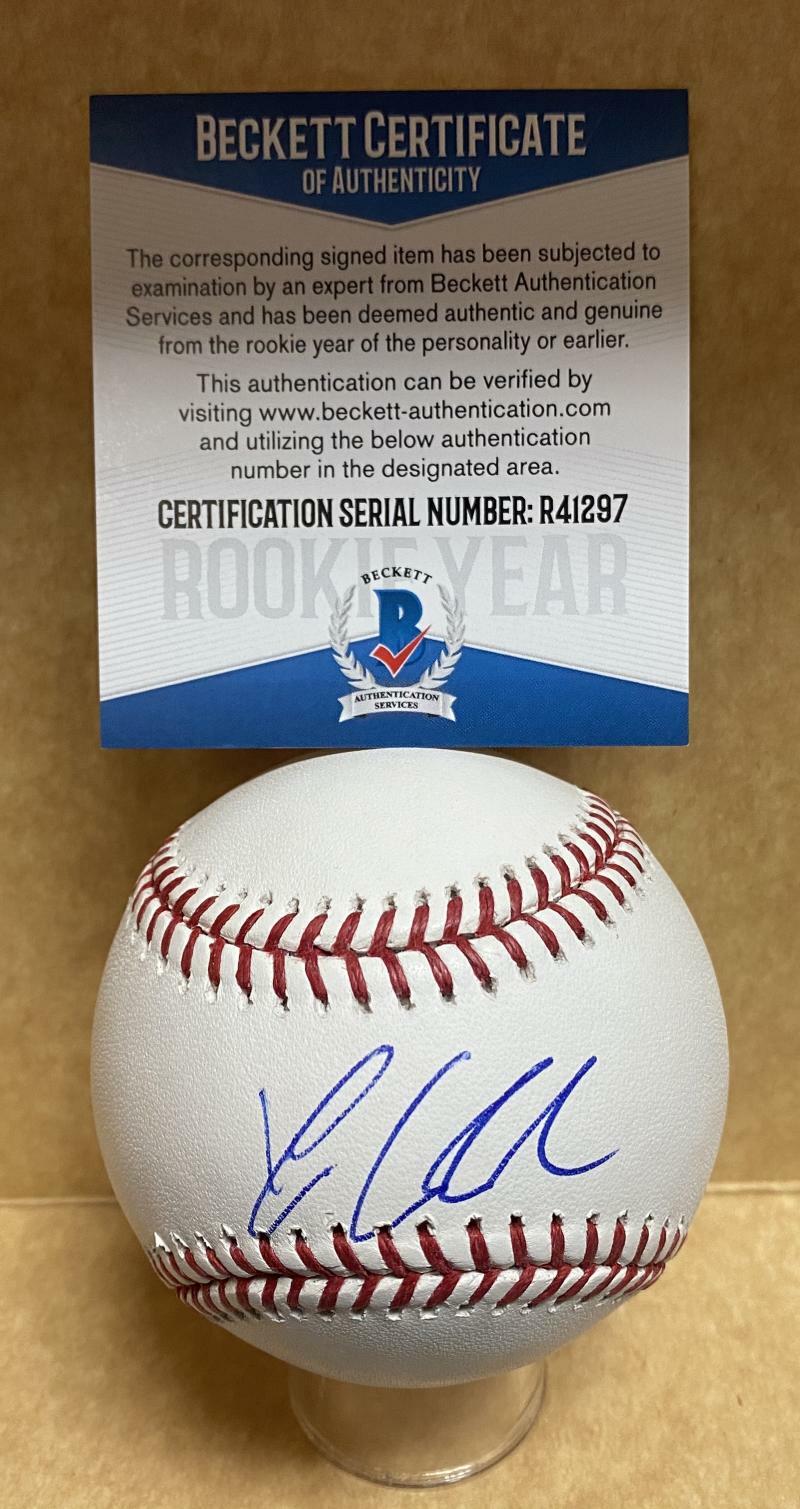 BECKETT CERTIFICATE
OF AUTHENTICITY
The corresponding signed item has been subjected to
examination by an expert from Beckett Authentication
Services and has been deemed authentic and genuine
from the rookie year of the personality or earlier.
This authentication can be verified by
visiting www.beckett-authentication.com
and utilizing the below authentication
number in the designated area.
CERTIFICATION SERIAL NUMBER: R41297
ROOKIE YEAR
BECKETT
B
AUTHENTICATION
SERVICES